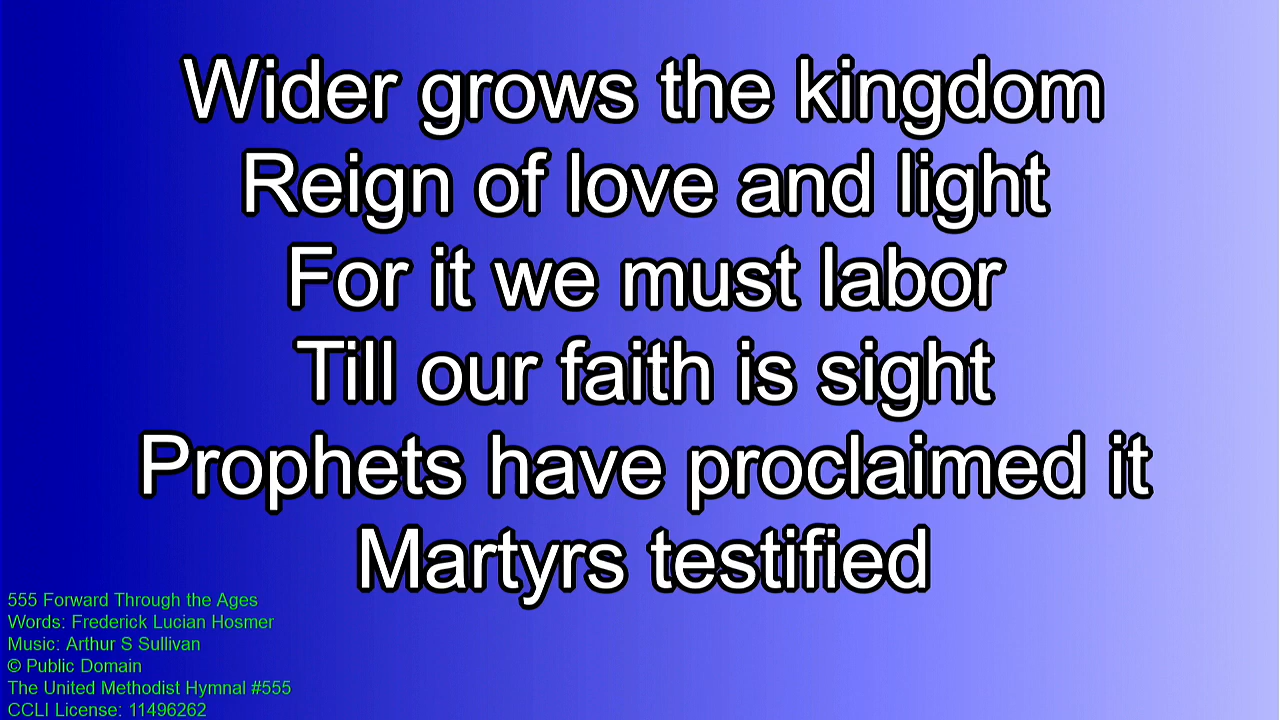 Wider grows the kingdom
Reign of love and light
For it we must labor
Till our faith is sight
Prophets have proclaimed it
Martyrs testified
555 Forward Through the Ages
Words: Frederick Lucian Hosmer
Music: Arthur S Sullivan
© Public Domain
The United Methodist Hymnal #555
CCLI License: 11496262